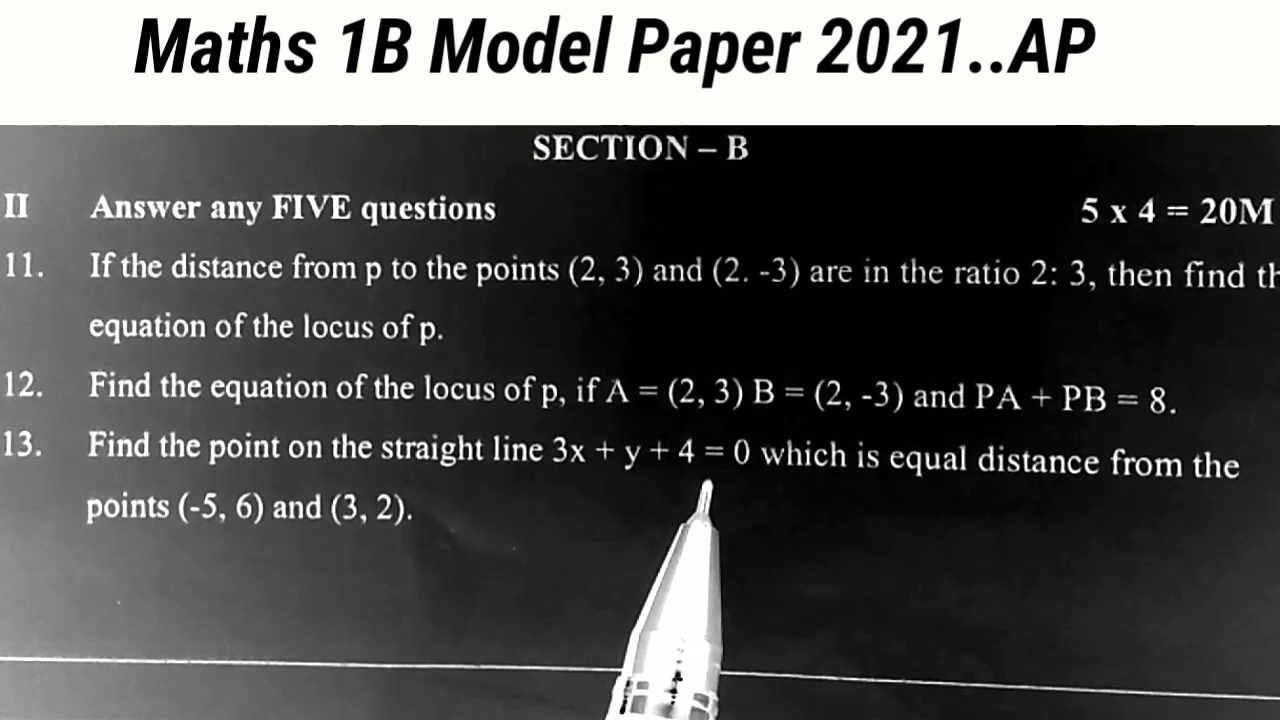 Maths 1B Model Paper 2021..AP
SECTION – B
II Answer any FIVE questions 5 x 4 = 20M
11. If the distance from p to the points (2, 3) and (2. -3) are in the ratio 2: 3, then find th
equation of the locus of p.
12. Find the equation of the locus of p, if A = (2, 3) B = (2, -3) and PA + PB = 8.
13. Find the point on the straight line 3x + y + 4 = 0 which is equal distance from the
points (-5, 6) and (3, 2).